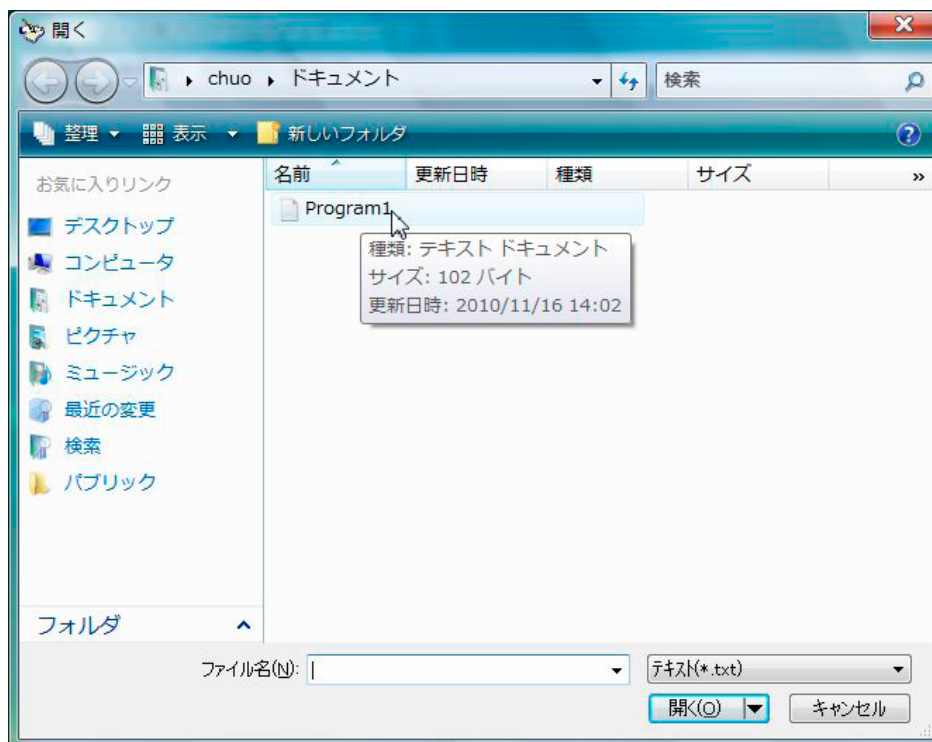 開く
chuo ドキュメント
検索
整理 表示 新しいフォルダ
お気に入りリンク
デスクトップ
コンピュータ
ドキュメント
ピクチャ
ミュージック
最近の変更
検索
パブリック
フォルダ
名前 更新日時 種類 サイズ »
Program1
種類: テキスト ドキュメント
サイズ: 102 バイト
更新日時: 2010/11/16 14:02
ファイル名(N):
テキスト(*.txt)
開く(O) キャンセル